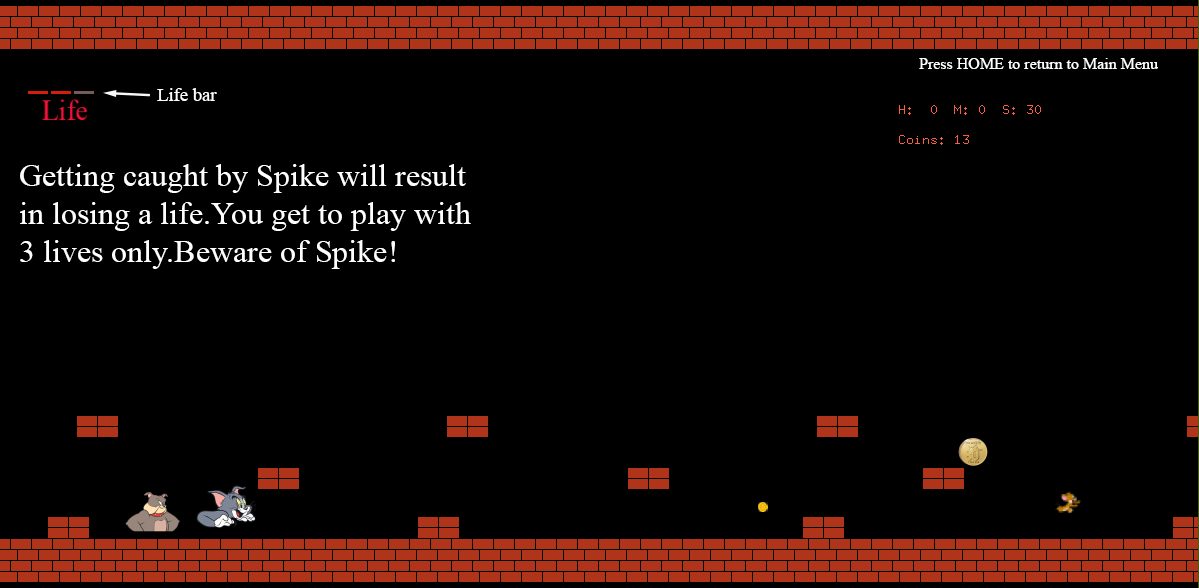 Press HOME to return to Main Menu
Life bar
Life
H: 0 M: 0 S: 30
Coins: 13
Getting caught by Spike will result
in losing a life.You get to play with
3 lives only.Beware of Spike!